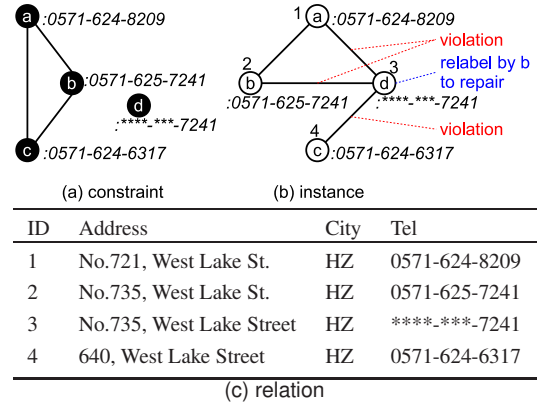 a :0571-624-8209
b :0571-625-7241
d
:****-***-7241
c :0571-624-6317
(a) constraint
1 a :0571-624-8209
violation
2 3
b d
relabel by b
to repair
:0571-625-7241 :****-***-7241
4
violation
c :0571-624-6317
(b) instance
ID Address City Tel
1 No.721, West Lake St. HZ 0571-624-8209
2 No.735, West Lake St. HZ 0571-625-7241
3 No.735, West Lake Street HZ ****-***-7241
4 640, West Lake Street HZ 0571-624-6317
(c) relation